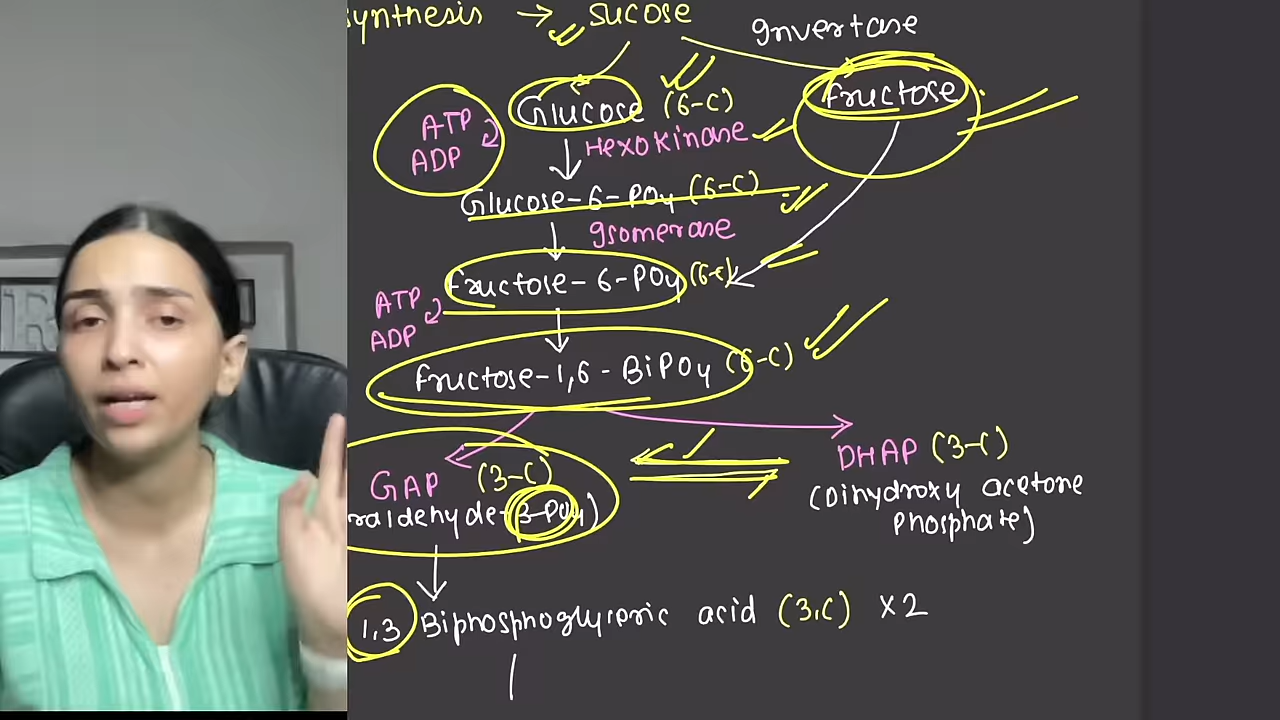 synthesis → sucose
Invertase
Glucose (6-C)
fructose
ATP
ADP
Hexokinase
Glucose-6-PO4 (6-C)
Isomerase
fructose-6-PO4 (6-C)
ATP
ADP
fructose-1,6-BiPO4 (6-C)
GAP (3-C)
DHAP (3-C)
raldehyde-3-PO4)
(Dihydroxy acetone
Phosphate)
1,3 Biphosphoglyceric acid (3,C) x2